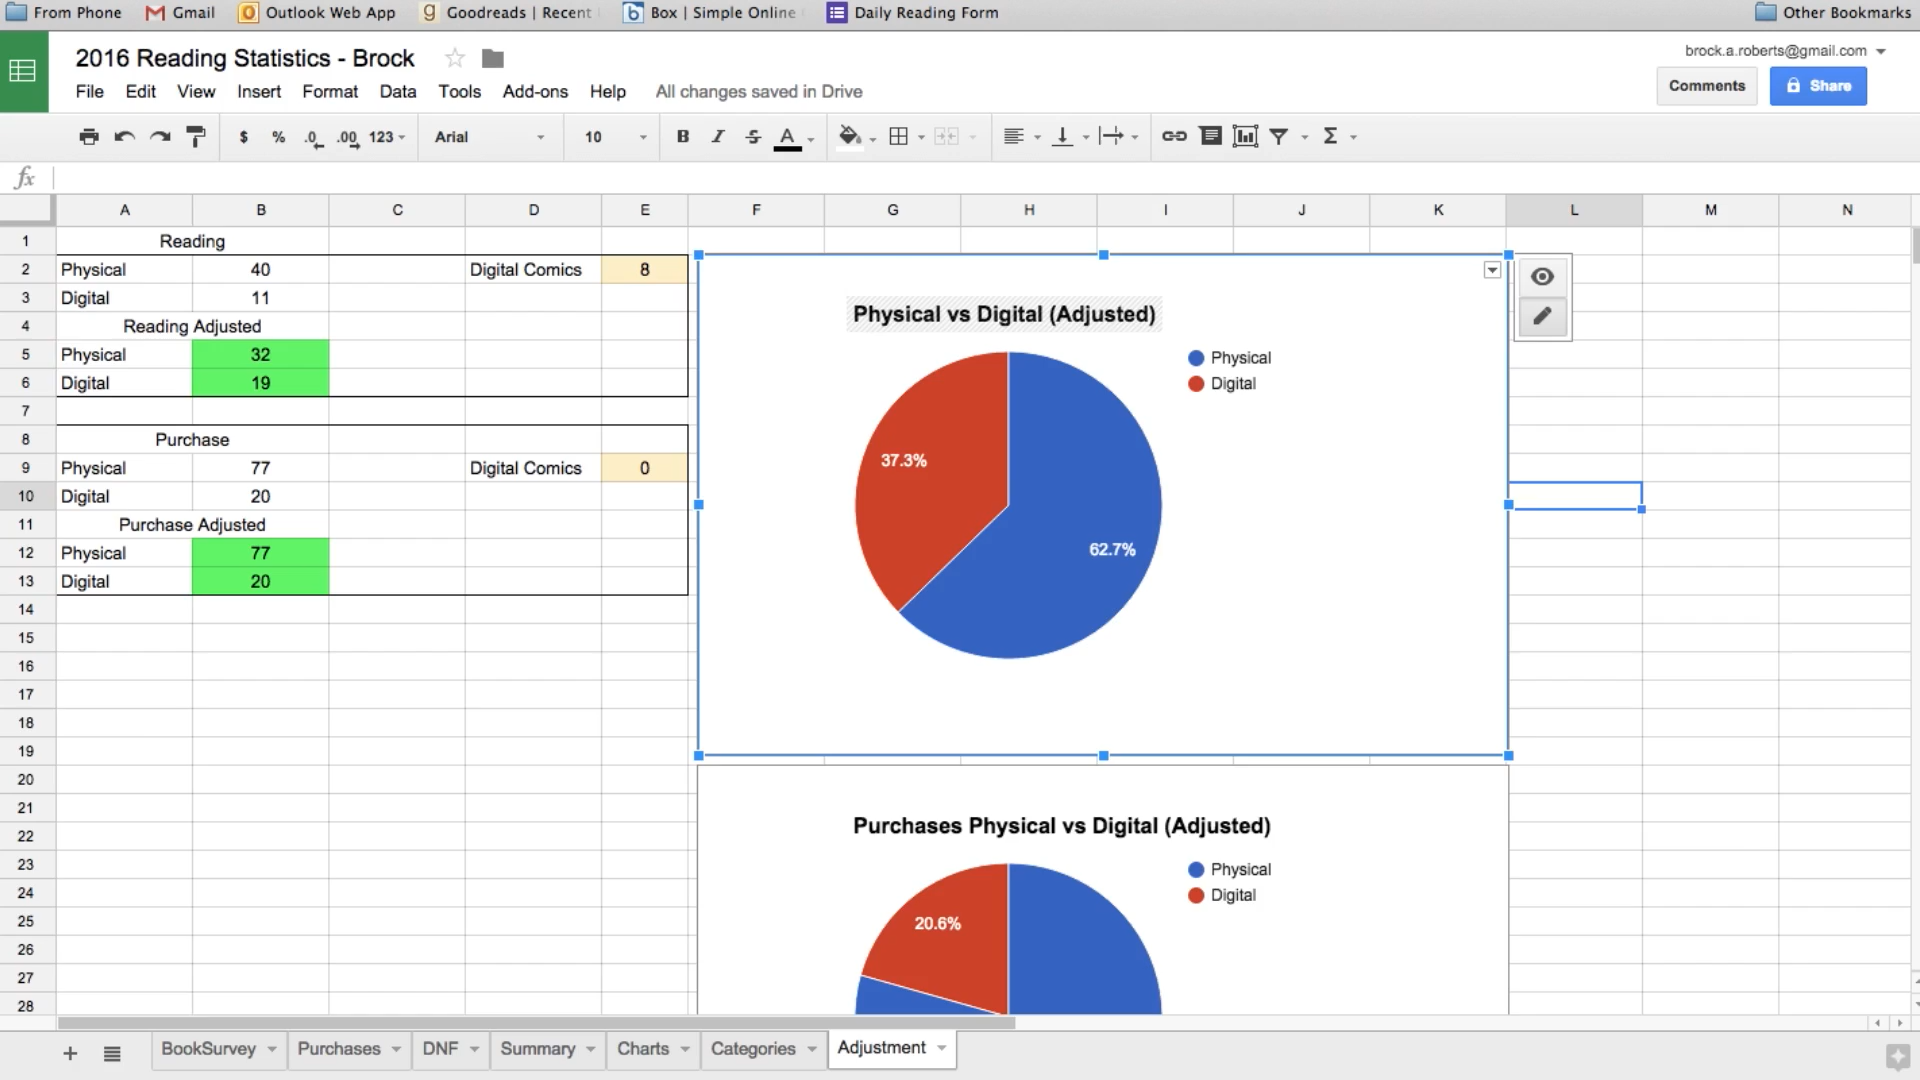 From Phone Gmail Outlook Web App Goodreads | Recent Box | Simple Online Daily Reading Form Other Bookmarks
2016 Reading Statistics - Brock
brock.a.roberts@gmail.com
File Edit View Insert Format Data Tools Add-ons Help All changes saved in Drive
Comments Share
$ % .0 .00 123 Arial 10 B I S A Σ
fx
A B C D E F G H I J K L M N
1 Reading
2 Physical 40 Digital Comics 8
3 Digital 11
4 Reading Adjusted
5 Physical 32
6 Digital 19
7
8 Purchase
9 Physical 77 Digital Comics 0
10 Digital 20
11 Purchase Adjusted
12 Physical 77
13 Digital 20
14
15
16
17
18
19
20
21
22
23
24
25
26
27
28
Physical vs Digital (Adjusted)
Physical
Digital
37.3%
62.7%
Purchases Physical vs Digital (Adjusted)
Physical
Digital
20.6%
BookSurvey Purchases DNF Summary Charts Categories Adjustment